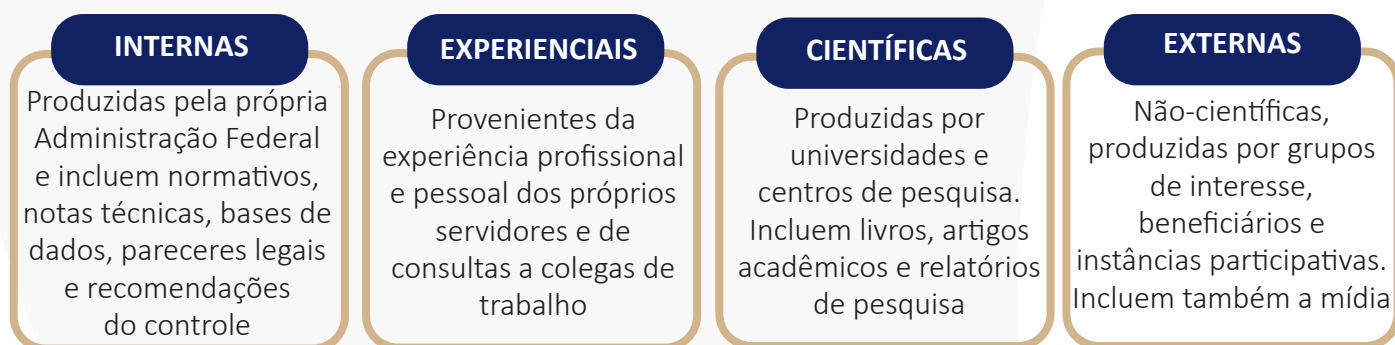 INTERNAS
Produzidas pela própria
Administração Federal
e incluem normativos,
notas técnicas, bases de
dados, pareceres legais
e recomendações
do controle
EXPERIENCIAIS
Provenientes da
experiência profissional
e pessoal dos próprios
servidores e de
consultas a colegas de
trabalho
CIENTÍFICAS
Produzidas por
universidades e
centros de pesquisa.
Incluem livros, artigos
acadêmicos e relatórios
de pesquisa
EXTERNAS
Não-científicas,
produzidas por grupos
de interesse,
beneficiários e
instâncias participativas.
Incluem também a mídia